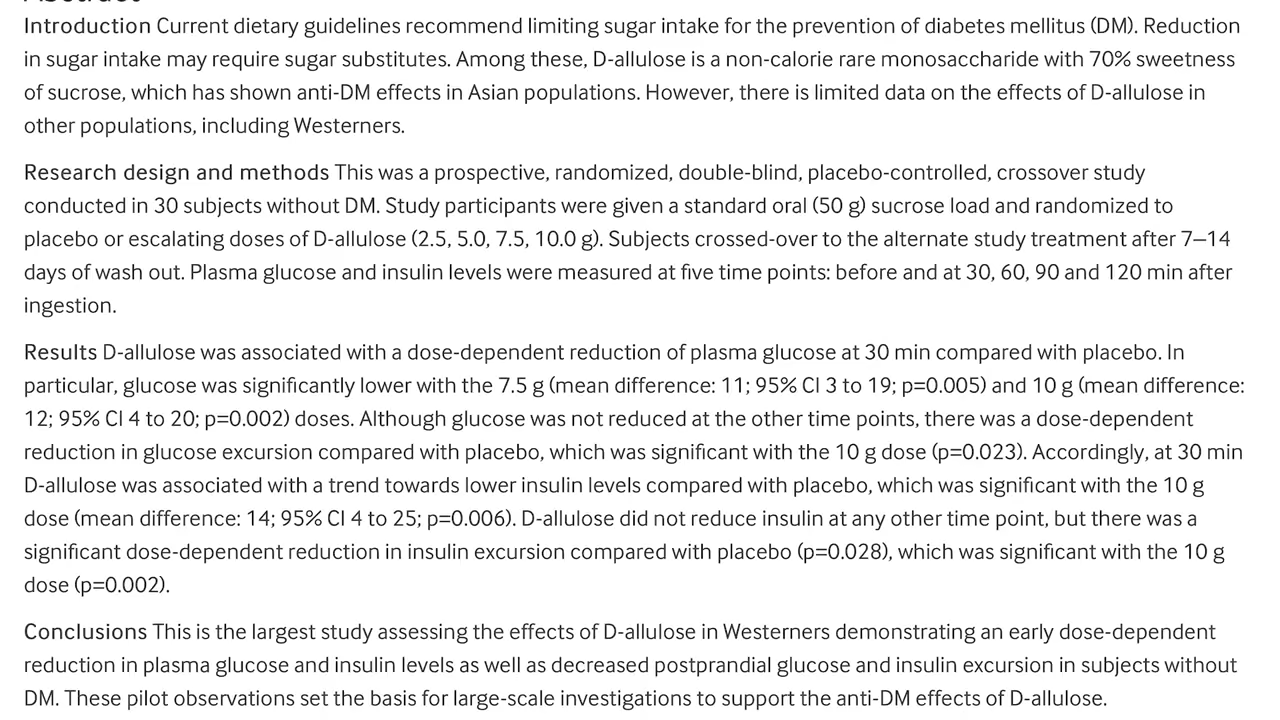 Introduction Current dietary guidelines recommend limiting sugar intake for the prevention of diabetes mellitus (DM). Reduction
in sugar intake may require sugar substitutes. Among these, D-allulose is a non-calorie rare monosaccharide with 70% sweetness
of sucrose, which has shown anti-DM effects in Asian populations. However, there is limited data on the effects of D-allulose in
other populations, including Westerners.
Research design and methods This was a prospective, randomized, double-blind, placebo-controlled, crossover study
conducted in 30 subjects without DM. Study participants were given a standard oral (50 g) sucrose load and randomized to
placebo or escalating doses of D-allulose (2.5, 5.0, 7.5, 10.0 g). Subjects crossed-over to the alternate study treatment after 7–14
days of wash out. Plasma glucose and insulin levels were measured at five time points: before and at 30, 60, 90 and 120 min after
ingestion.
Results D-allulose was associated with a dose-dependent reduction of plasma glucose at 30 min compared with placebo. In
particular, glucose was significantly lower with the 7.5 g (mean difference: 11; 95% CI 3 to 19; p=0.005) and 10 g (mean difference:
12; 95% CI 4 to 20; p=0.002) doses. Although glucose was not reduced at the other time points, there was a dose-dependent
reduction in glucose excursion compared with placebo, which was significant with the 10 g dose (p=0.023). Accordingly, at 30 min
D-allulose was associated with a trend towards lower insulin levels compared with placebo, which was significant with the 10 g
dose (mean difference: 14; 95% CI 4 to 25; p=0.006). D-allulose did not reduce insulin at any other time point, but there was a
significant dose-dependent reduction in insulin excursion compared with placebo (p=0.028), which was significant with the 10 g
dose (p=0.002).
Conclusions This is the largest study assessing the effects of D-allulose in Westerners demonstrating an early dose-dependent
reduction in plasma glucose and insulin levels as well as decreased postprandial glucose and insulin excursion in subjects without
DM. These pilot observations set the basis for large-scale investigations to support the anti-DM effects of D-allulose.